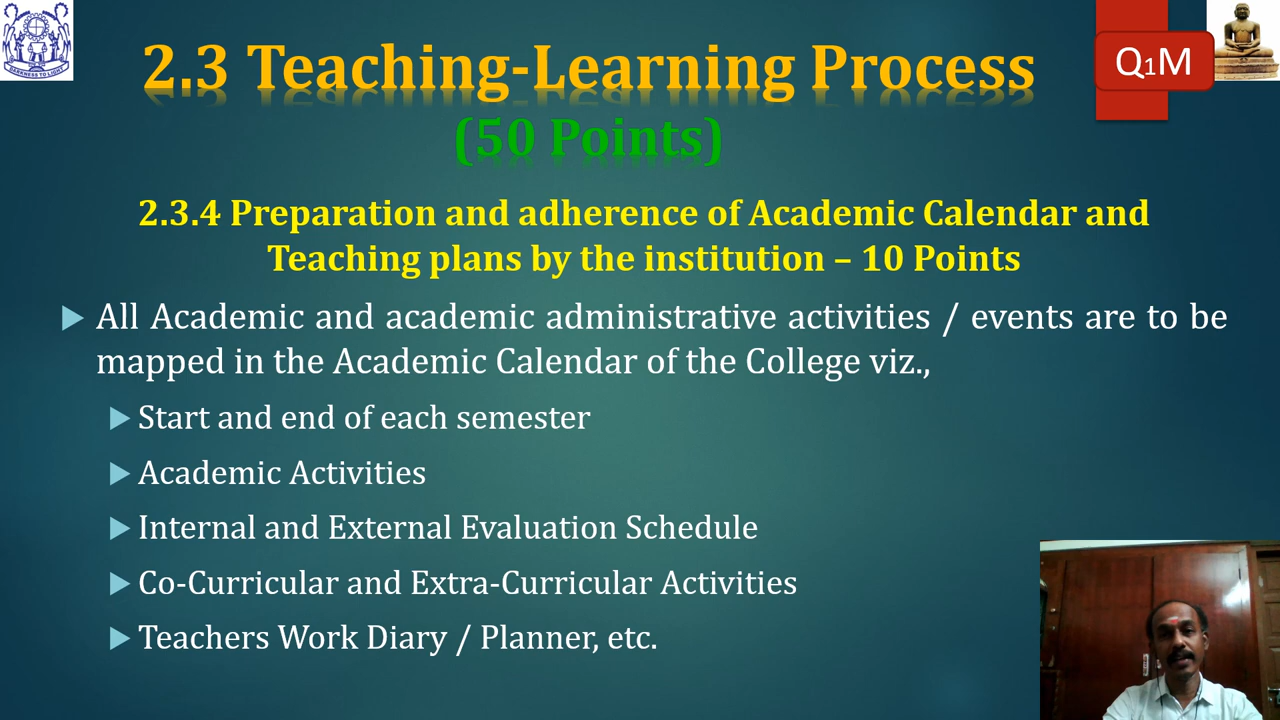 2.3 Teaching-Learning Process
Q1M
(50 Points)
2.3.4 Preparation and adherence of Academic Calendar and
Teaching plans by the institution – 10 Points
All Academic and academic administrative activities / events are to be
mapped in the Academic Calendar of the College viz.,
Start and end of each semester
Academic Activities
Internal and External Evaluation Schedule
Co-Curricular and Extra-Curricular Activities
Teachers Work Diary / Planner, etc.